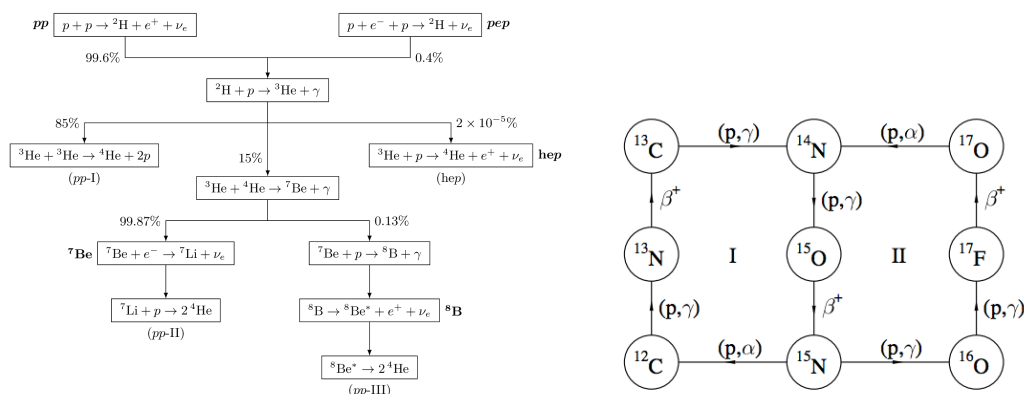 pp p + p → ²H + e⁺ + νₑ
p + e⁻ + p → ²H + νₑ pep
99.6%
0.4%
²H + p → ³He + γ
85%
2 × 10⁻⁵%
³He + ³He → ⁴He + 2p
15%
³He + p → ⁴He + e⁺ + νₑ hep
(pp-I)
(hep)
³He + ⁴He → ⁷Be + γ
99.87%
0.13%
⁷Be ⁷Be + e⁻ → ⁷Li + νₑ
⁷Be + p → ⁸B + γ
⁷Li + p → 2 ⁴He
⁸B → ⁸Be* + e⁺ + νₑ ⁸B
(pp-II)
⁸Be* → 2 ⁴He
(pp-III)
¹³C (p,γ) ¹⁴N (p,α) ¹⁷O
β⁺ (p,γ) β⁺
¹³N I ¹⁵O II ¹⁷F
(p,γ) β⁺ (p,γ)
¹²C (p,α) ¹⁵N (p,γ) ¹⁶O